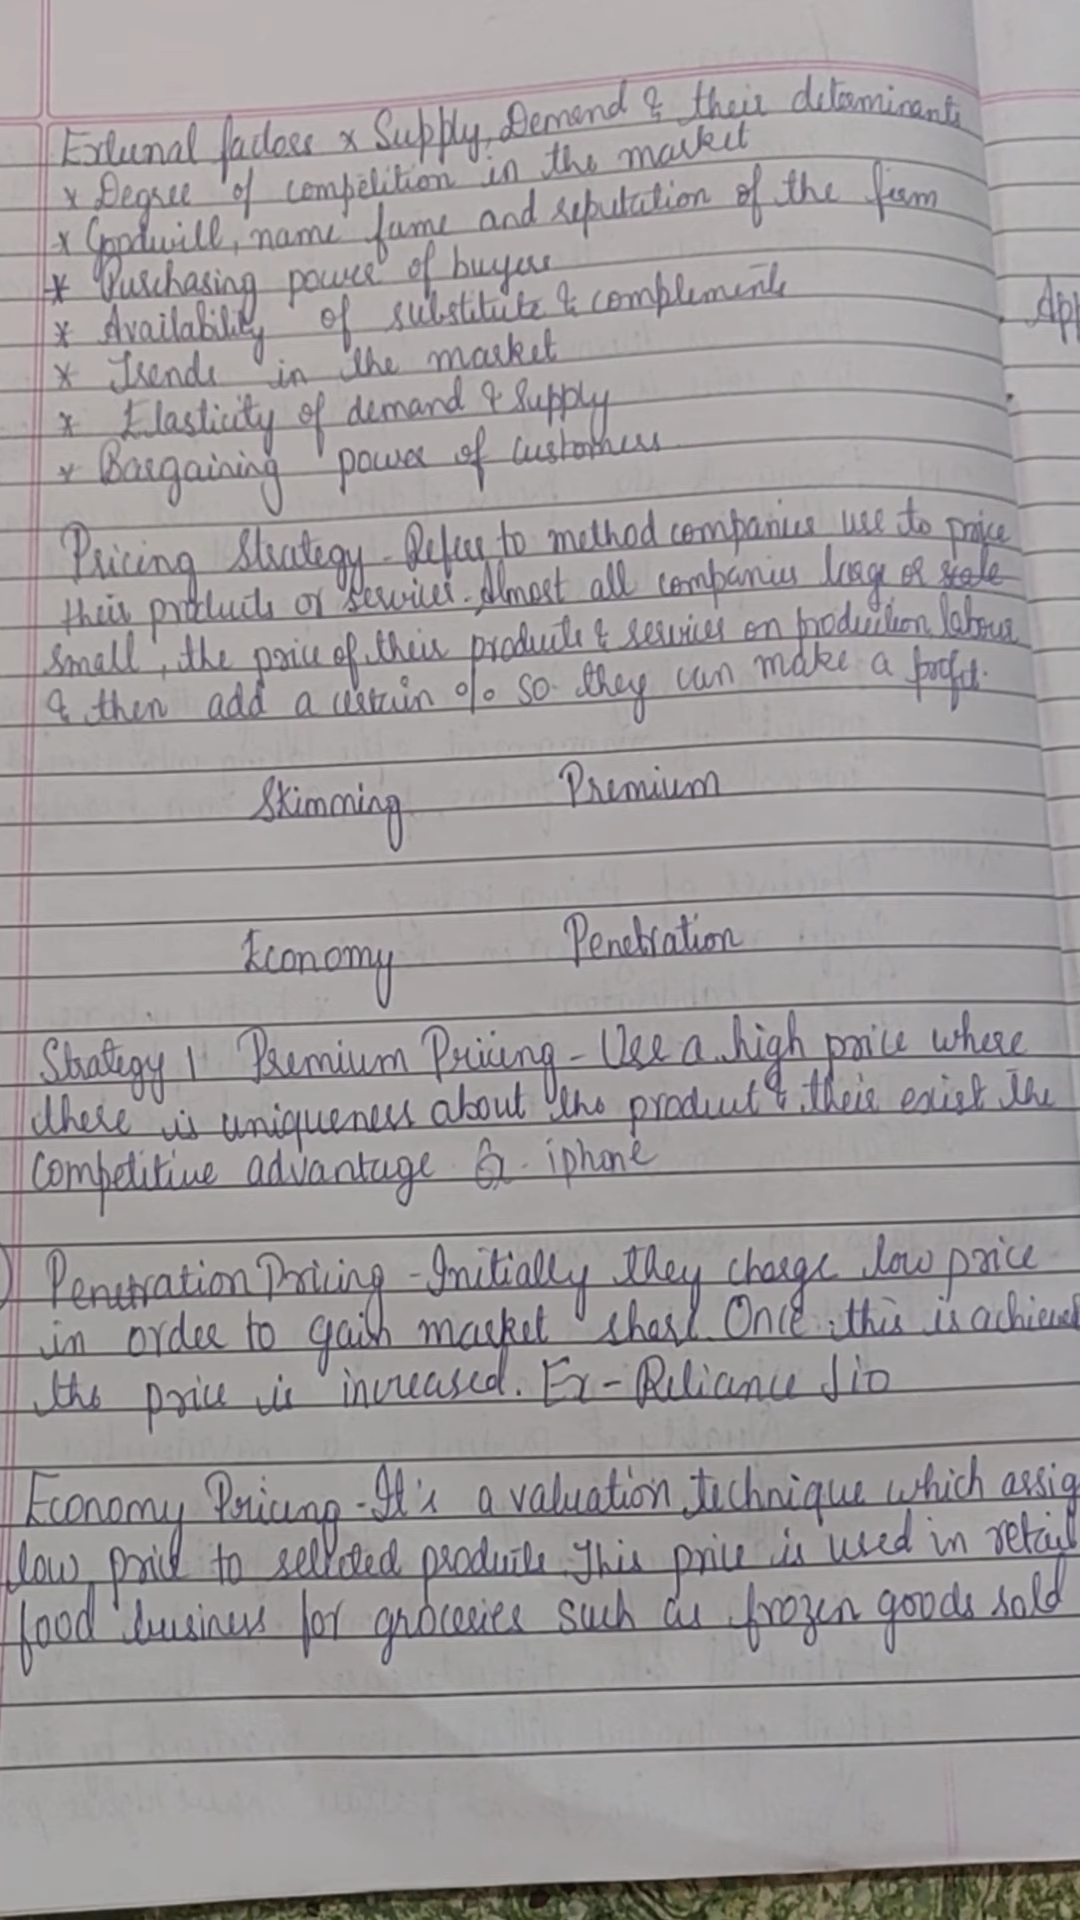 External factors x Supply, Demand & their determinants
x Degree of competition in the market
x Goodwill, name fame and reputation of the firm
x Purchasing power of buyers
x Availability of substitute & complements
x Trends in the market
x Elasticity of demand & supply
x Bargaining power of customers
Pricing Strategy - Refers to method companies use to price
their products or services. Almost all companies large or
small, the price of their products & services on production, labour
& then add a certain % so they can make a profit.
Skimming Premium
Economy Penetration
Strategy 1 Premium Pricing - Use a high price where
there is uniqueness about the product & their exist the
competitive advantage Ex. iphone
Penetration Pricing - Initially they charge low price
in order to gain market share. Once this is achieved
the price is increased. Ex - Reliance Jio
Economy Pricing - It's a valuation technique which assig
low price to selected products. This price is used in retail
food business for groceries such as frozen goods sold
Ap